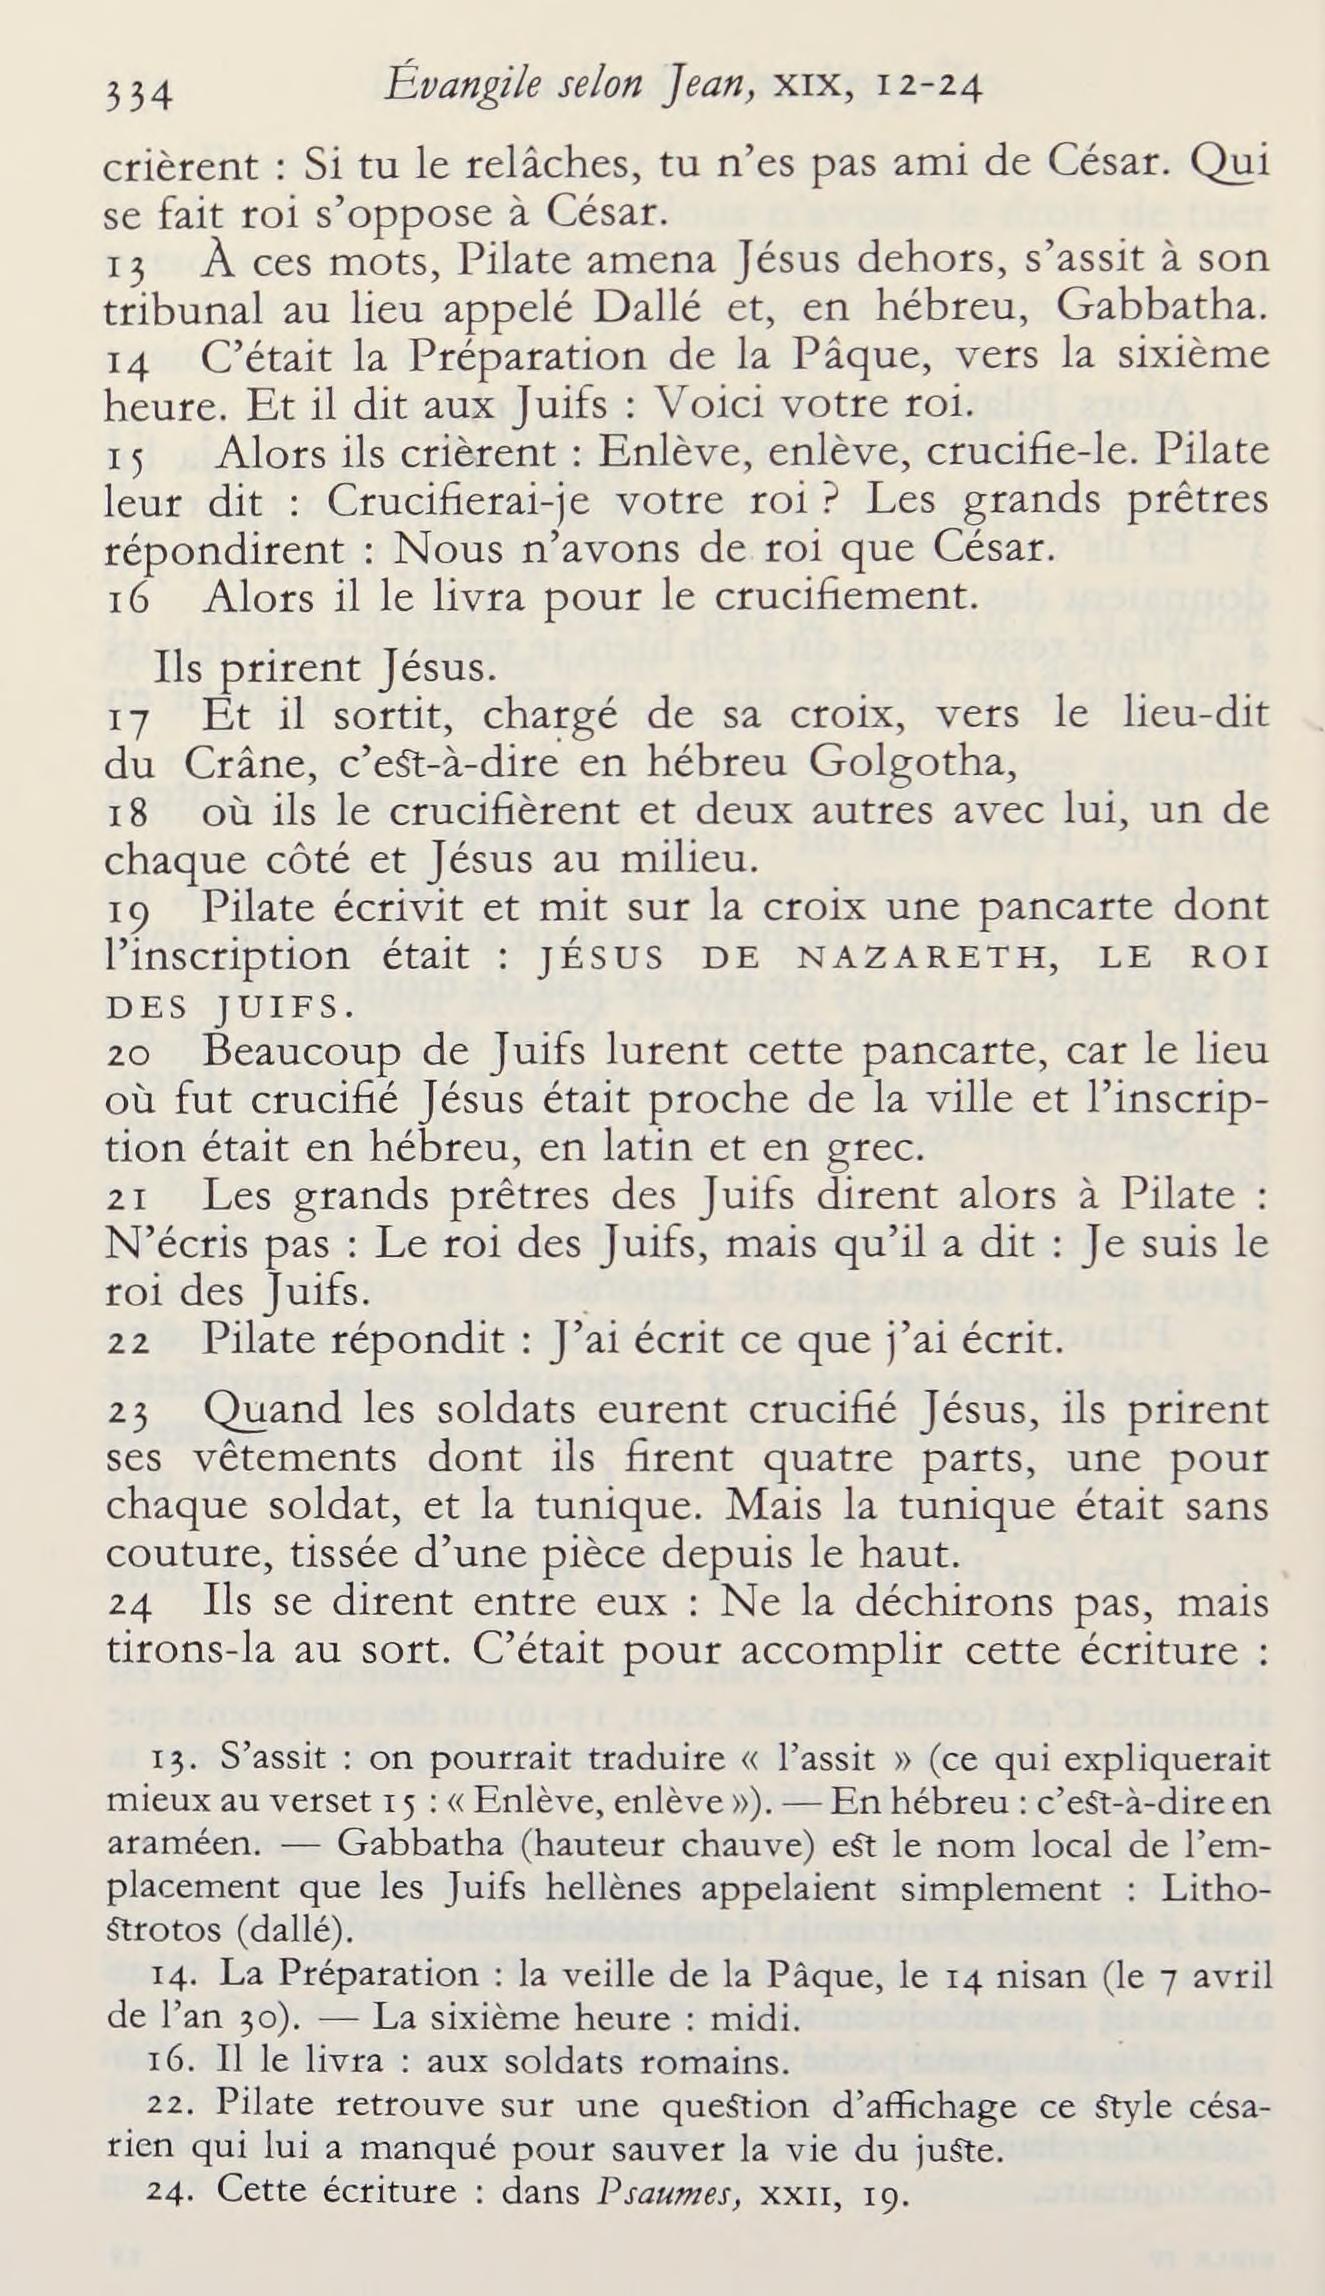 334 Évangile selon Jean, XIX, 12-24
crièrent : Si tu le relâches, tu n'es pas ami de César. Qui
se fait roi s'oppose à César.
13 À ces mots, Pilate amena Jésus dehors, s'assit à son
tribunal au lieu appelé Dallé et, en hébreu, Gabbatha.
14 C'était la Préparation de la Pâque, vers la sixième
heure. Et il dit aux Juifs : Voici votre roi.
15 Alors ils crièrent : Enlève, enlève, crucifie-le. Pilate
leur dit : Crucifierai-je votre roi ? Les grands prêtres
répondirent : Nous n'avons de roi que César.
16 Alors il le livra pour le crucifiement.
Ils prirent Jésus.
17 Et il sortit, chargé de sa croix, vers le lieu-dit
du Crâne, c'est-à-dire en hébreu Golgotha,
18 où ils le crucifièrent et deux autres avec lui, un de
chaque côté et Jésus au milieu.
19 Pilate écrivit et mit sur la croix une pancarte dont
l'inscription était : JÉSUS DE NAZARETH, LE ROI
DES JUIFS.
20 Beaucoup de Juifs lurent cette pancarte, car le lieu
où fut crucifié Jésus était proche de la ville et l'inscrip-
tion était en hébreu, en latin et en grec.
21 Les grands prêtres des Juifs dirent alors à Pilate :
N'écris pas : Le roi des Juifs, mais qu'il a dit : Je suis le
roi des Juifs.
22 Pilate répondit : J'ai écrit ce que j'ai écrit.
23 Quand les soldats eurent crucifié Jésus, ils prirent
ses vêtements dont ils firent quatre parts, une pour
chaque soldat, et la tunique. Mais la tunique était sans
couture, tissée d'une pièce depuis le haut.
24 Ils se dirent entre eux : Ne la déchirons pas, mais
tirons-la au sort. C'était pour accomplir cette écriture :
13. S'assit : on pourrait traduire « l'assit » (ce qui expliquerait
mieux au verset 15 : « Enlève, enlève »). — En hébreu : c'est-à-dire en
araméen. — Gabbatha (hauteur chauve) est le nom local de l'em-
placement que les Juifs hellènes appelaient simplement : Litho-
strotos (dallé).
14. La Préparation : la veille de la Pâque, le 14 nisan (le 7 avril
de l'an 30). — La sixième heure : midi.
16. Il le livra : aux soldats romains.
22. Pilate retrouve sur une question d'affichage ce style césa-
rien qui lui a manqué pour sauver la vie du juste.
24. Cette écriture : dans Psaumes, XXII, 19.